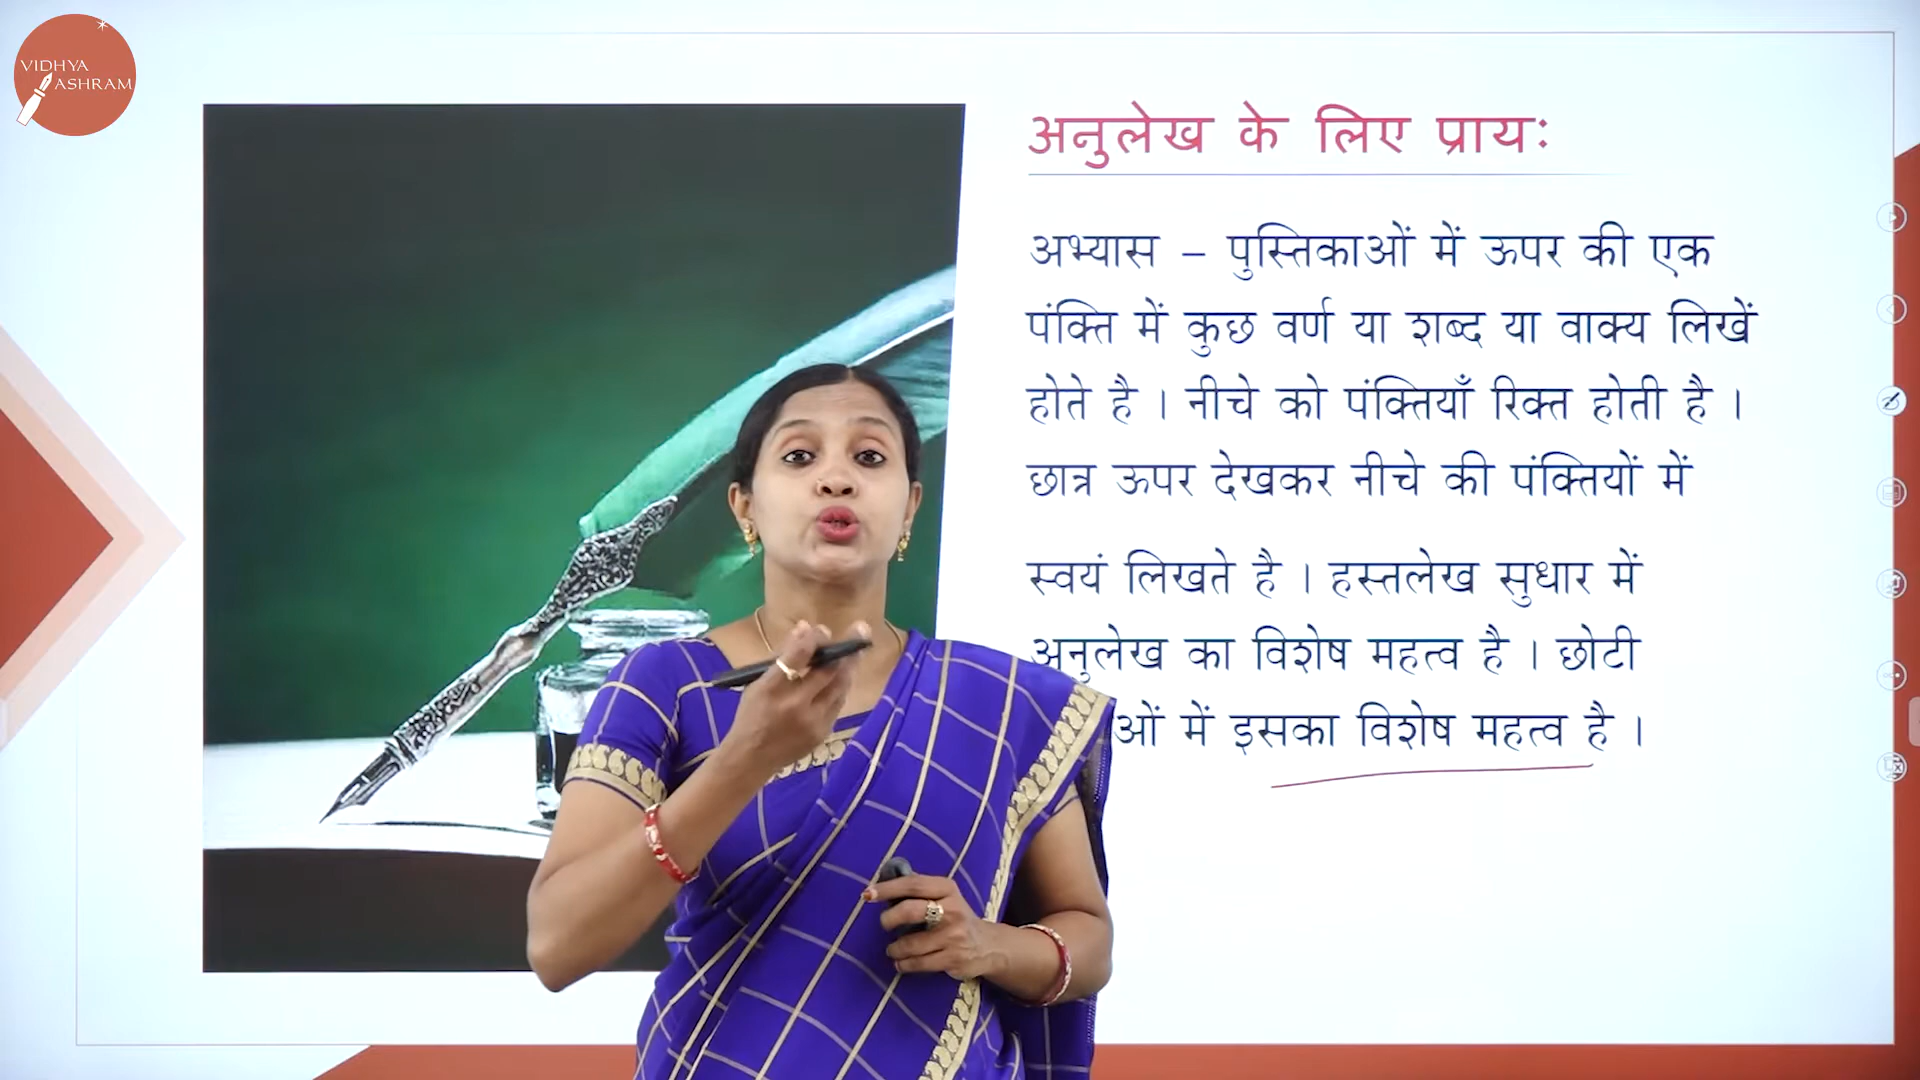 VIDHYA
ASHRAM
अनुलेख के लिए प्रायः
अभ्यास – पुस्तिकाओं में ऊपर की एक
पंक्ति में कुछ वर्ण या शब्द या वाक्य लिखें
होते है । नीचे को पंक्तियाँ रिक्त होती है ।
छात्र ऊपर देखकर नीचे की पंक्तियों में
स्वयं लिखते है । हस्तलेख सुधार में
अनुलेख का विशेष महत्व है । छोटी
में इसका विशेष महत्व है ।